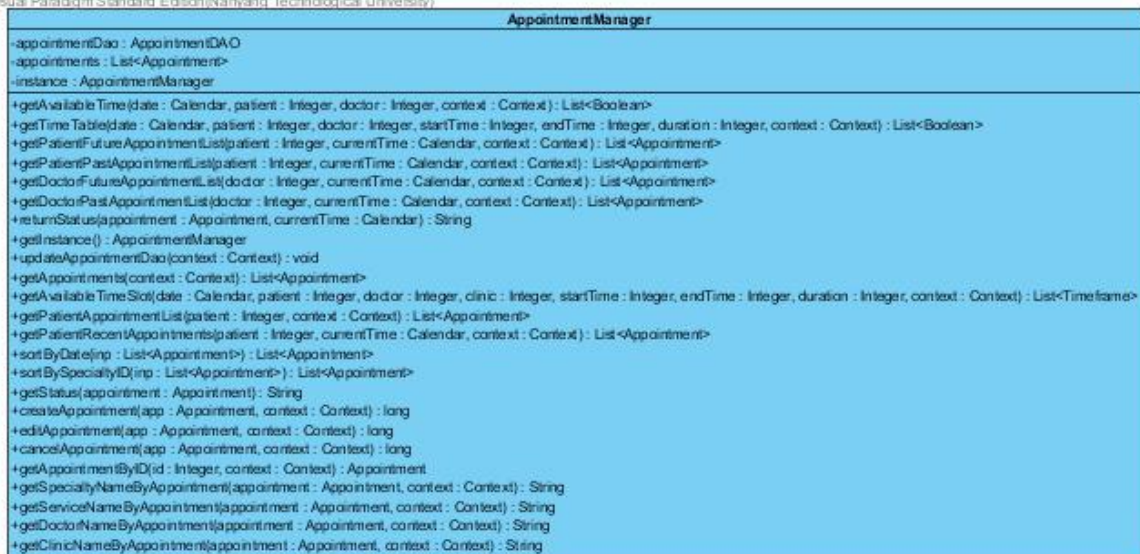 sual Paradigm Standard Edison(Nanyang Technological University)
AppointmentManager
-appointmentDao : AppointmentDAO
-appointments : List<Appointment>
-instance : AppointmentManager
+getAvailableTime(date : Calendar, patient : Integer, doctor : Integer, context : Context) : List<Boolean>
+getTimeTable(date : Calendar, patient : Integer, doctor : Integer, startTime : Integer, endTime : Integer, duration : Integer, context : Context) : List<Boolean>
+getPatientFutureAppointmentList(patient : Integer, currentTime : Calendar, context : Context) : List<Appointment>
+getPatientPastAppointmentList(patient : Integer, currentTime : Calendar, context : Context) : List<Appointment>
+getDoctorFutureAppointmentList(doctor : Integer, currentTime : Calendar, context : Context) : List<Appointment>
+getDoctorPastAppointmentList(doctor : Integer, currentTime : Calendar, context : Context) : List<Appointment>
+returnStatus(appointment : Appointment, currentTime : Calendar) : String
+getInstance() : AppointmentManager
+updateAppointmentDao(context : Context) : void
+getAppointments(context : Context) : List<Appointment>
+getAvailableTimeSlot(date : Calendar, patient : Integer, doctor : Integer, clinic : Integer, startTime : Integer, endTime : Integer, duration : Integer, context : Context) : List<Timeframe>
+getPatientAppointmentList(patient : Integer, context : Context) : List<Appointment>
+getPatientRecentAppointments(patient : Integer, currentTime : Calendar, context : Context) : List<Appointment>
+sortByDate(inp : List<Appointment>) : List<Appointment>
+sortBySpecialtyID(inp : List<Appointment>) : List<Appointment>
+getStatus(appointment : Appointment) : String
+createAppointment(app : Appointment, context : Context) : long
+editAppointment(app : Appointment, context : Context) : long
+cancelAppointment(app : Appointment, context : Context) : long
+getAppointmentByID(id : Integer, context : Context) : Appointment
+getSpecialtyNameByAppointment(appointment : Appointment, context : Context) : String
+getServiceNameByAppointment(appointment : Appointment, context : Context) : String
+getDoctorNameByAppointment(appointment : Appointment, context : Context) : String
+getClinicNameByAppointment(appointment : Appointment, context : Context) : String